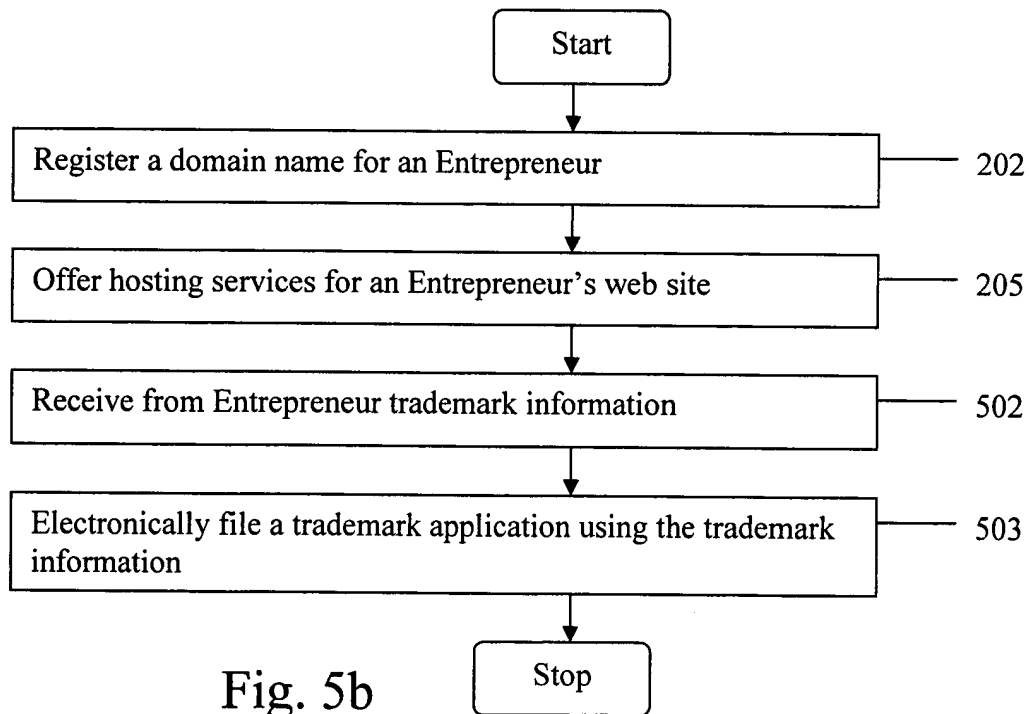 Start
Register a domain name for an Entrepreneur
202
Offer hosting services for an Entrepreneur’s web site
205
Receive from Entrepreneur trademark information
502
Electronically file a trademark application using the trademark
information
503
Stop
Fig. 5b